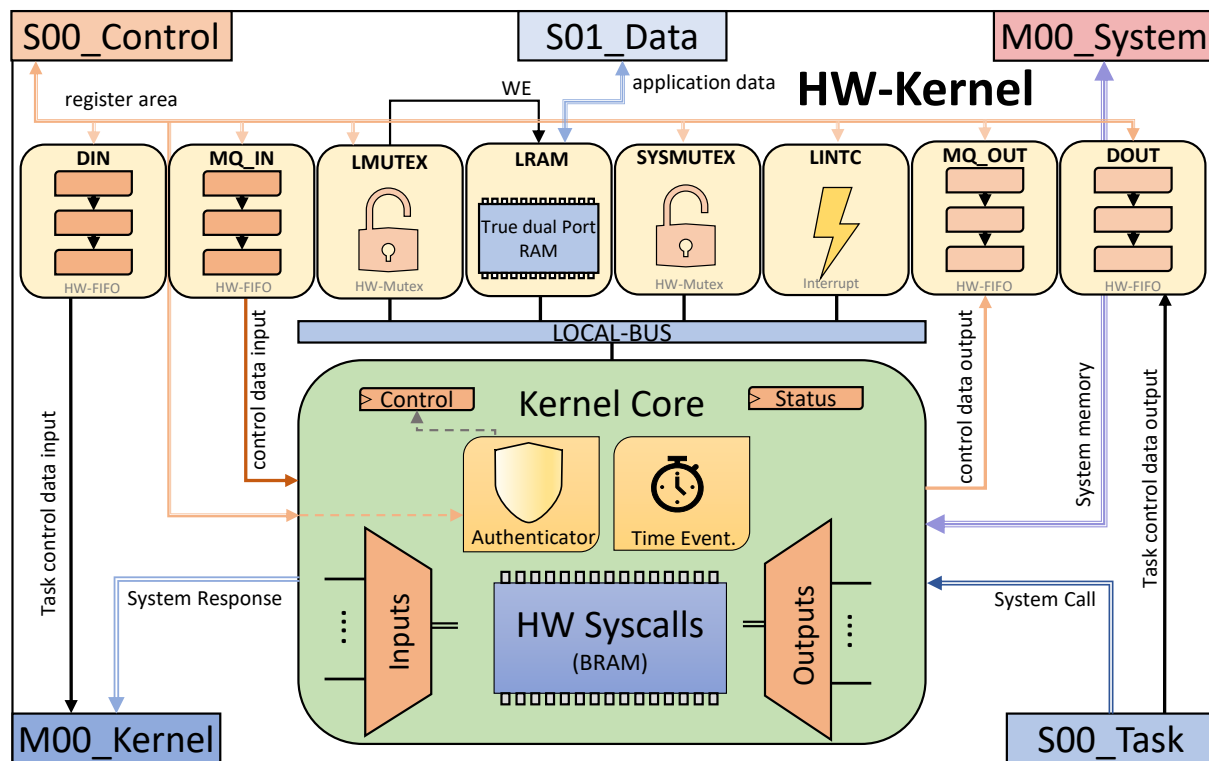 S00_Control
S01_Data
M00_System
register area
WE
application data
HW-Kernel
DIN
HW-FIFO
MQ_IN
HW-FIFO
LMUTEX
HW-Mutex
LRAM
True dual Port
RAM
SYSMUTEX
HW-Mutex
LINTC
Interrupt
MQ_OUT
HW-FIFO
DOUT
HW-FIFO
LOCAL-BUS
Task control data input
control data input
control data output
System memory
Task control data output
Kernel Core
Control
Status
Authenticator
Time Event.
Inputs
HW Syscalls
(BRAM)
Outputs
System Response
System Call
M00_Kernel
S00_Task